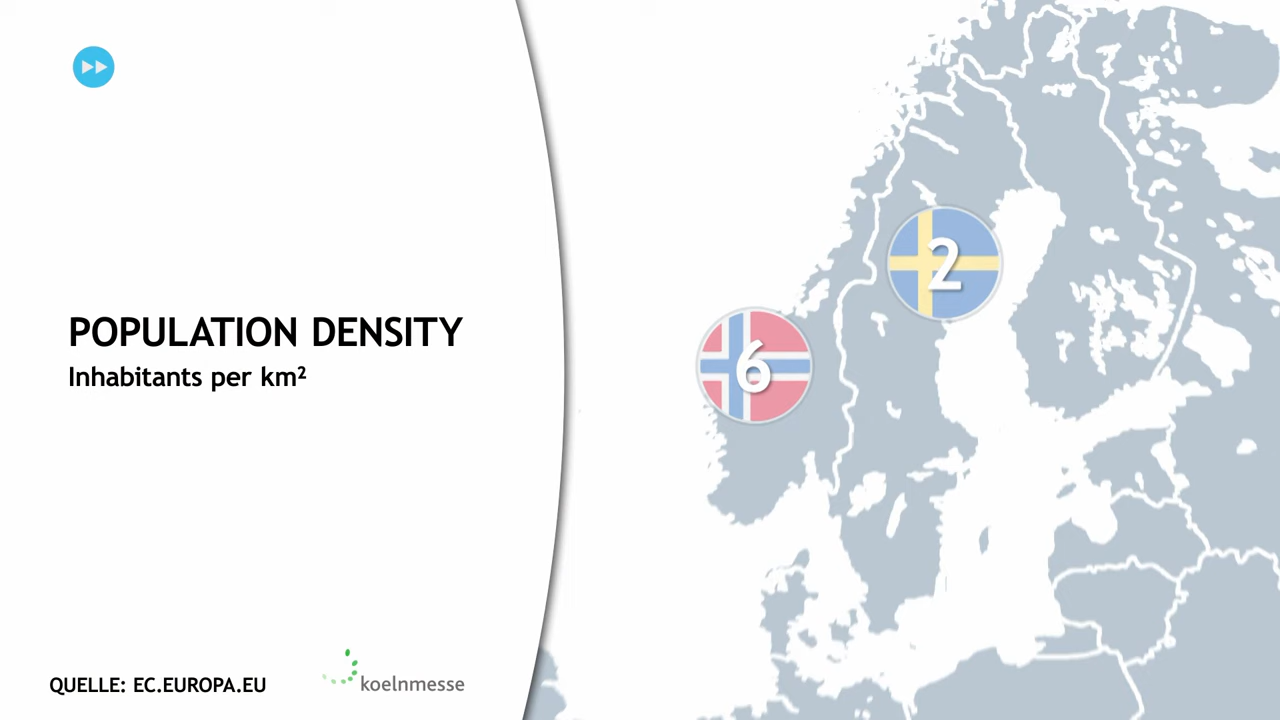 POPULATION DENSITY
Inhabitants per km²
2
6
QUELLE: EC.EUROPA.EU
koelnmesse